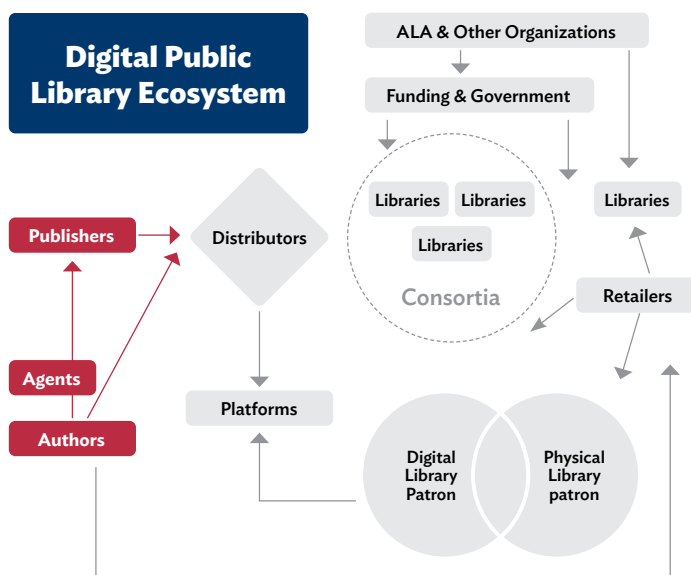 Digital Public
Library Ecosystem
ALA & Other Organizations
Funding & Government
Libraries
Libraries
Libraries
Libraries
Consortia
Publishers
Distributors
Retailers
Agents
Authors
Platforms
Digital
Library
Patron
Physical
Library
patron